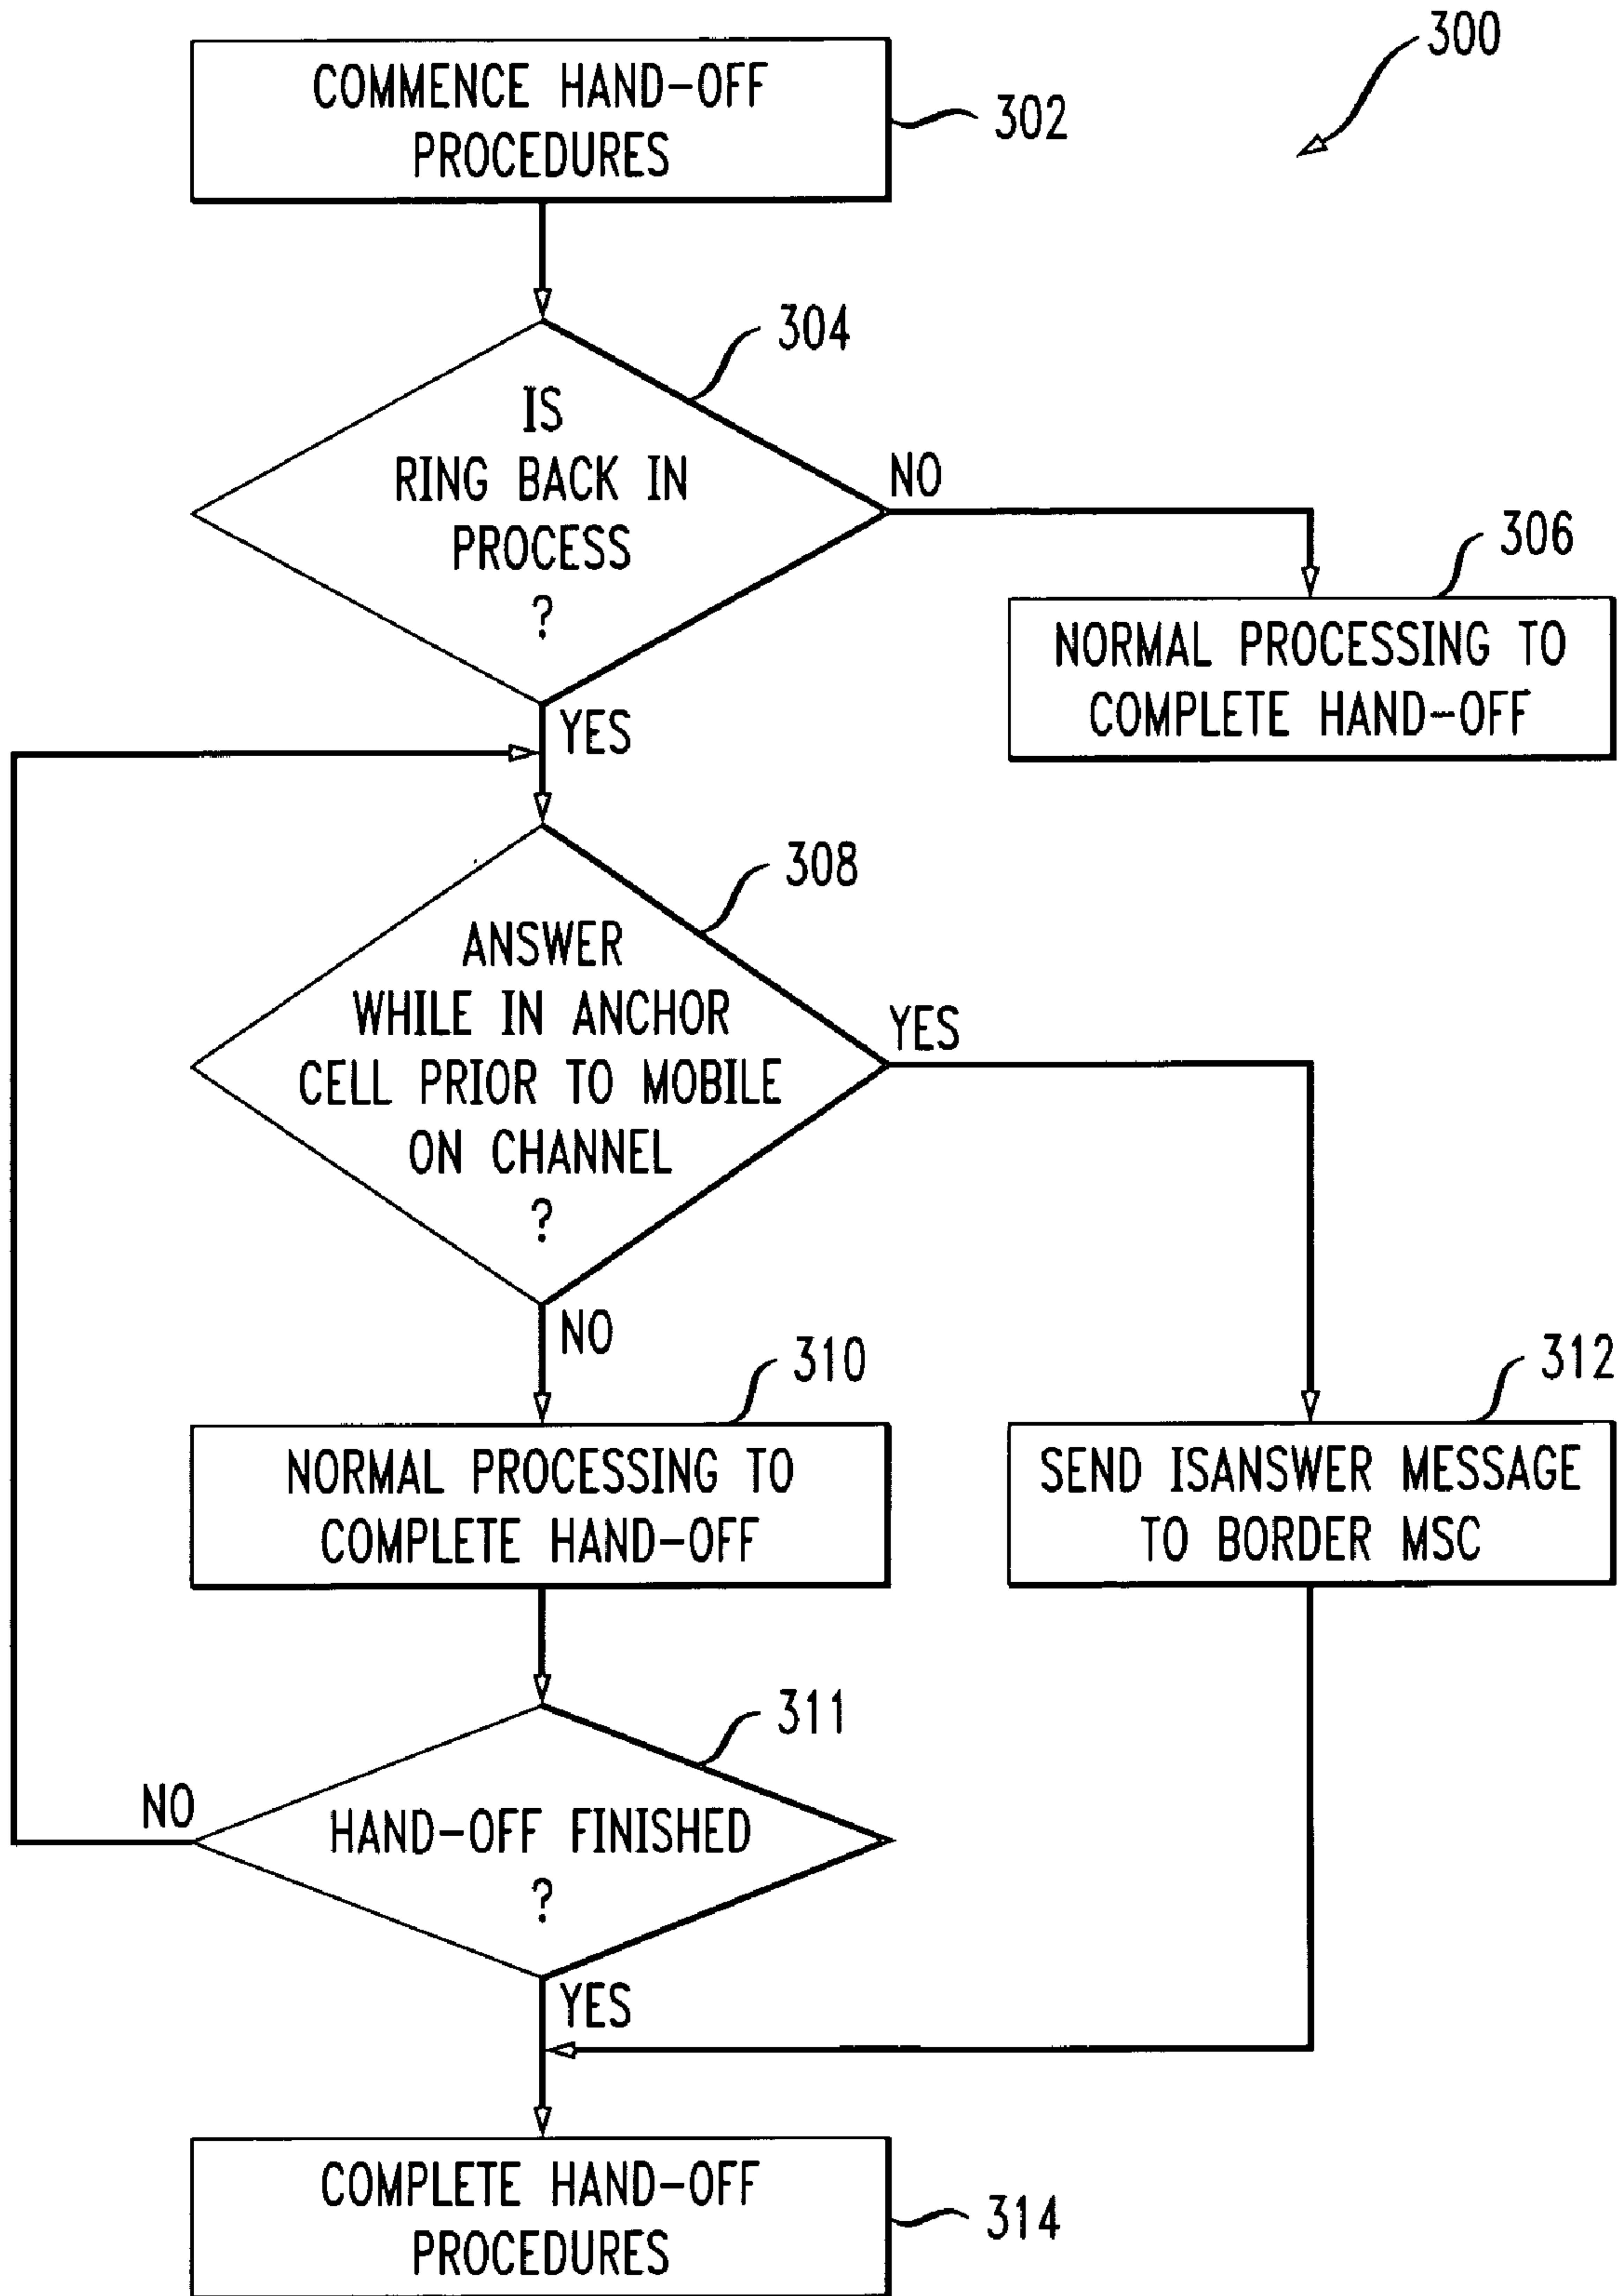 300
COMMENCE HAND-OFF
PROCEDURES
302
304
IS
RING BACK IN
PROCESS
?
NO
YES
306
NORMAL PROCESSING TO
COMPLETE HAND-OFF
308
ANSWER
WHILE IN ANCHOR
CELL PRIOR TO MOBILE
ON CHANNEL
?
YES
NO
310
NORMAL PROCESSING TO
COMPLETE HAND-OFF
312
SEND ISANSWER MESSAGE
TO BORDER MSC
311
HAND-OFF FINISHED
?
NO
YES
COMPLETE HAND-OFF
PROCEDURES
314